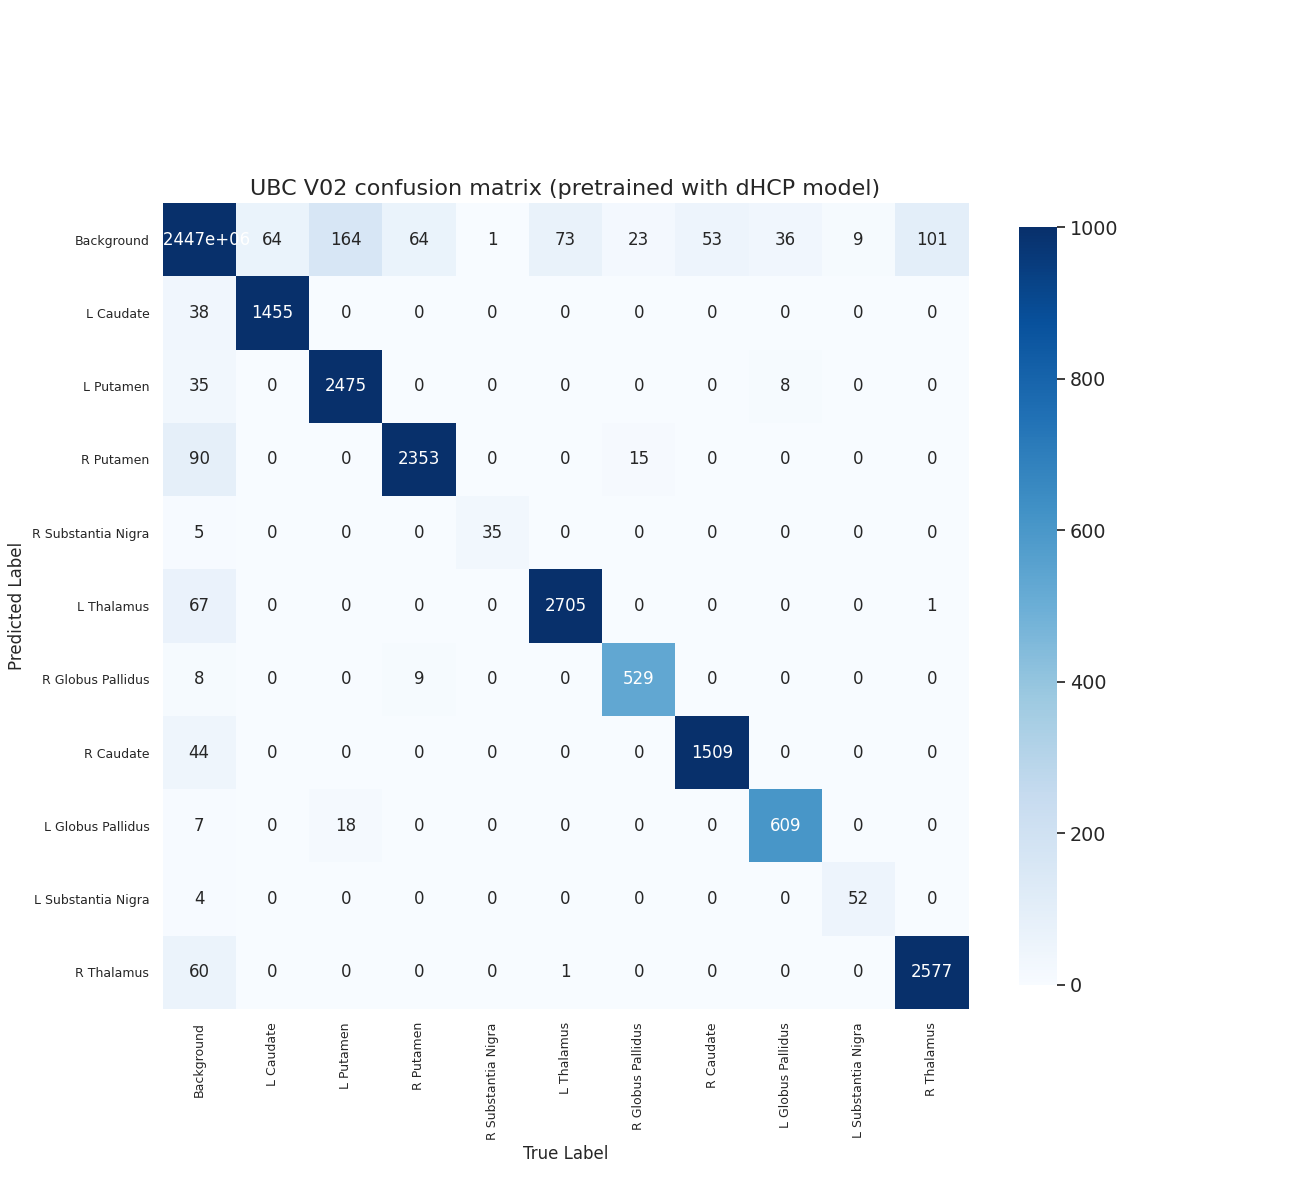 UBC V02 confusion matrix (pretrained with dHCP model)
Background 2447e+06 64 164 64 1 73 23 53 36 9 101
L Caudate 38 1455 0 0 0 0 0 0 0 0 0
L Putamen 35 0 2475 0 0 0 0 0 8 0 0
R Putamen 90 0 0 2353 0 0 15 0 0 0 0
R Substantia Nigra 5 0 0 0 35 0 0 0 0 0 0
L Thalamus 67 0 0 0 0 2705 0 0 0 0 1
R Globus Pallidus 8 0 0 9 0 0 529 0 0 0 0
R Caudate 44 0 0 0 0 0 0 1509 0 0 0
L Globus Pallidus 7 0 18 0 0 0 0 0 609 0 0
L Substantia Nigra 4 0 0 0 0 0 0 0 0 52 0
R Thalamus 60 0 0 0 0 1 0 0 0 0 2577
Predicted Label
Background
L Caudate
L Putamen
R Putamen
R Substantia Nigra
L Thalamus
R Globus Pallidus
R Caudate
L Globus Pallidus
L Substantia Nigra
R Thalamus
True Label
1000
800
600
400
200
0